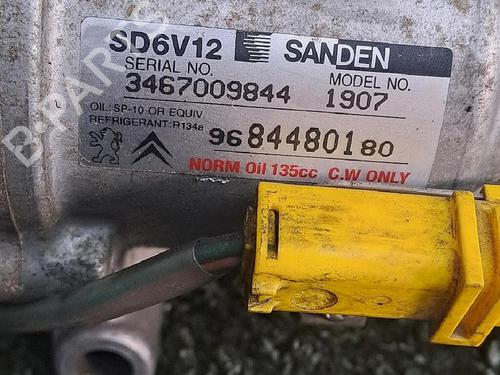 SD6V12 SANDEN
SERIAL NO. MODEL NO.
3467009844 1907
OIL: SP-10 OR EQUIV
REFRIGERANT: R134a
9684480180
NORM Oil 135cc C.W ONLY
B-PARTS